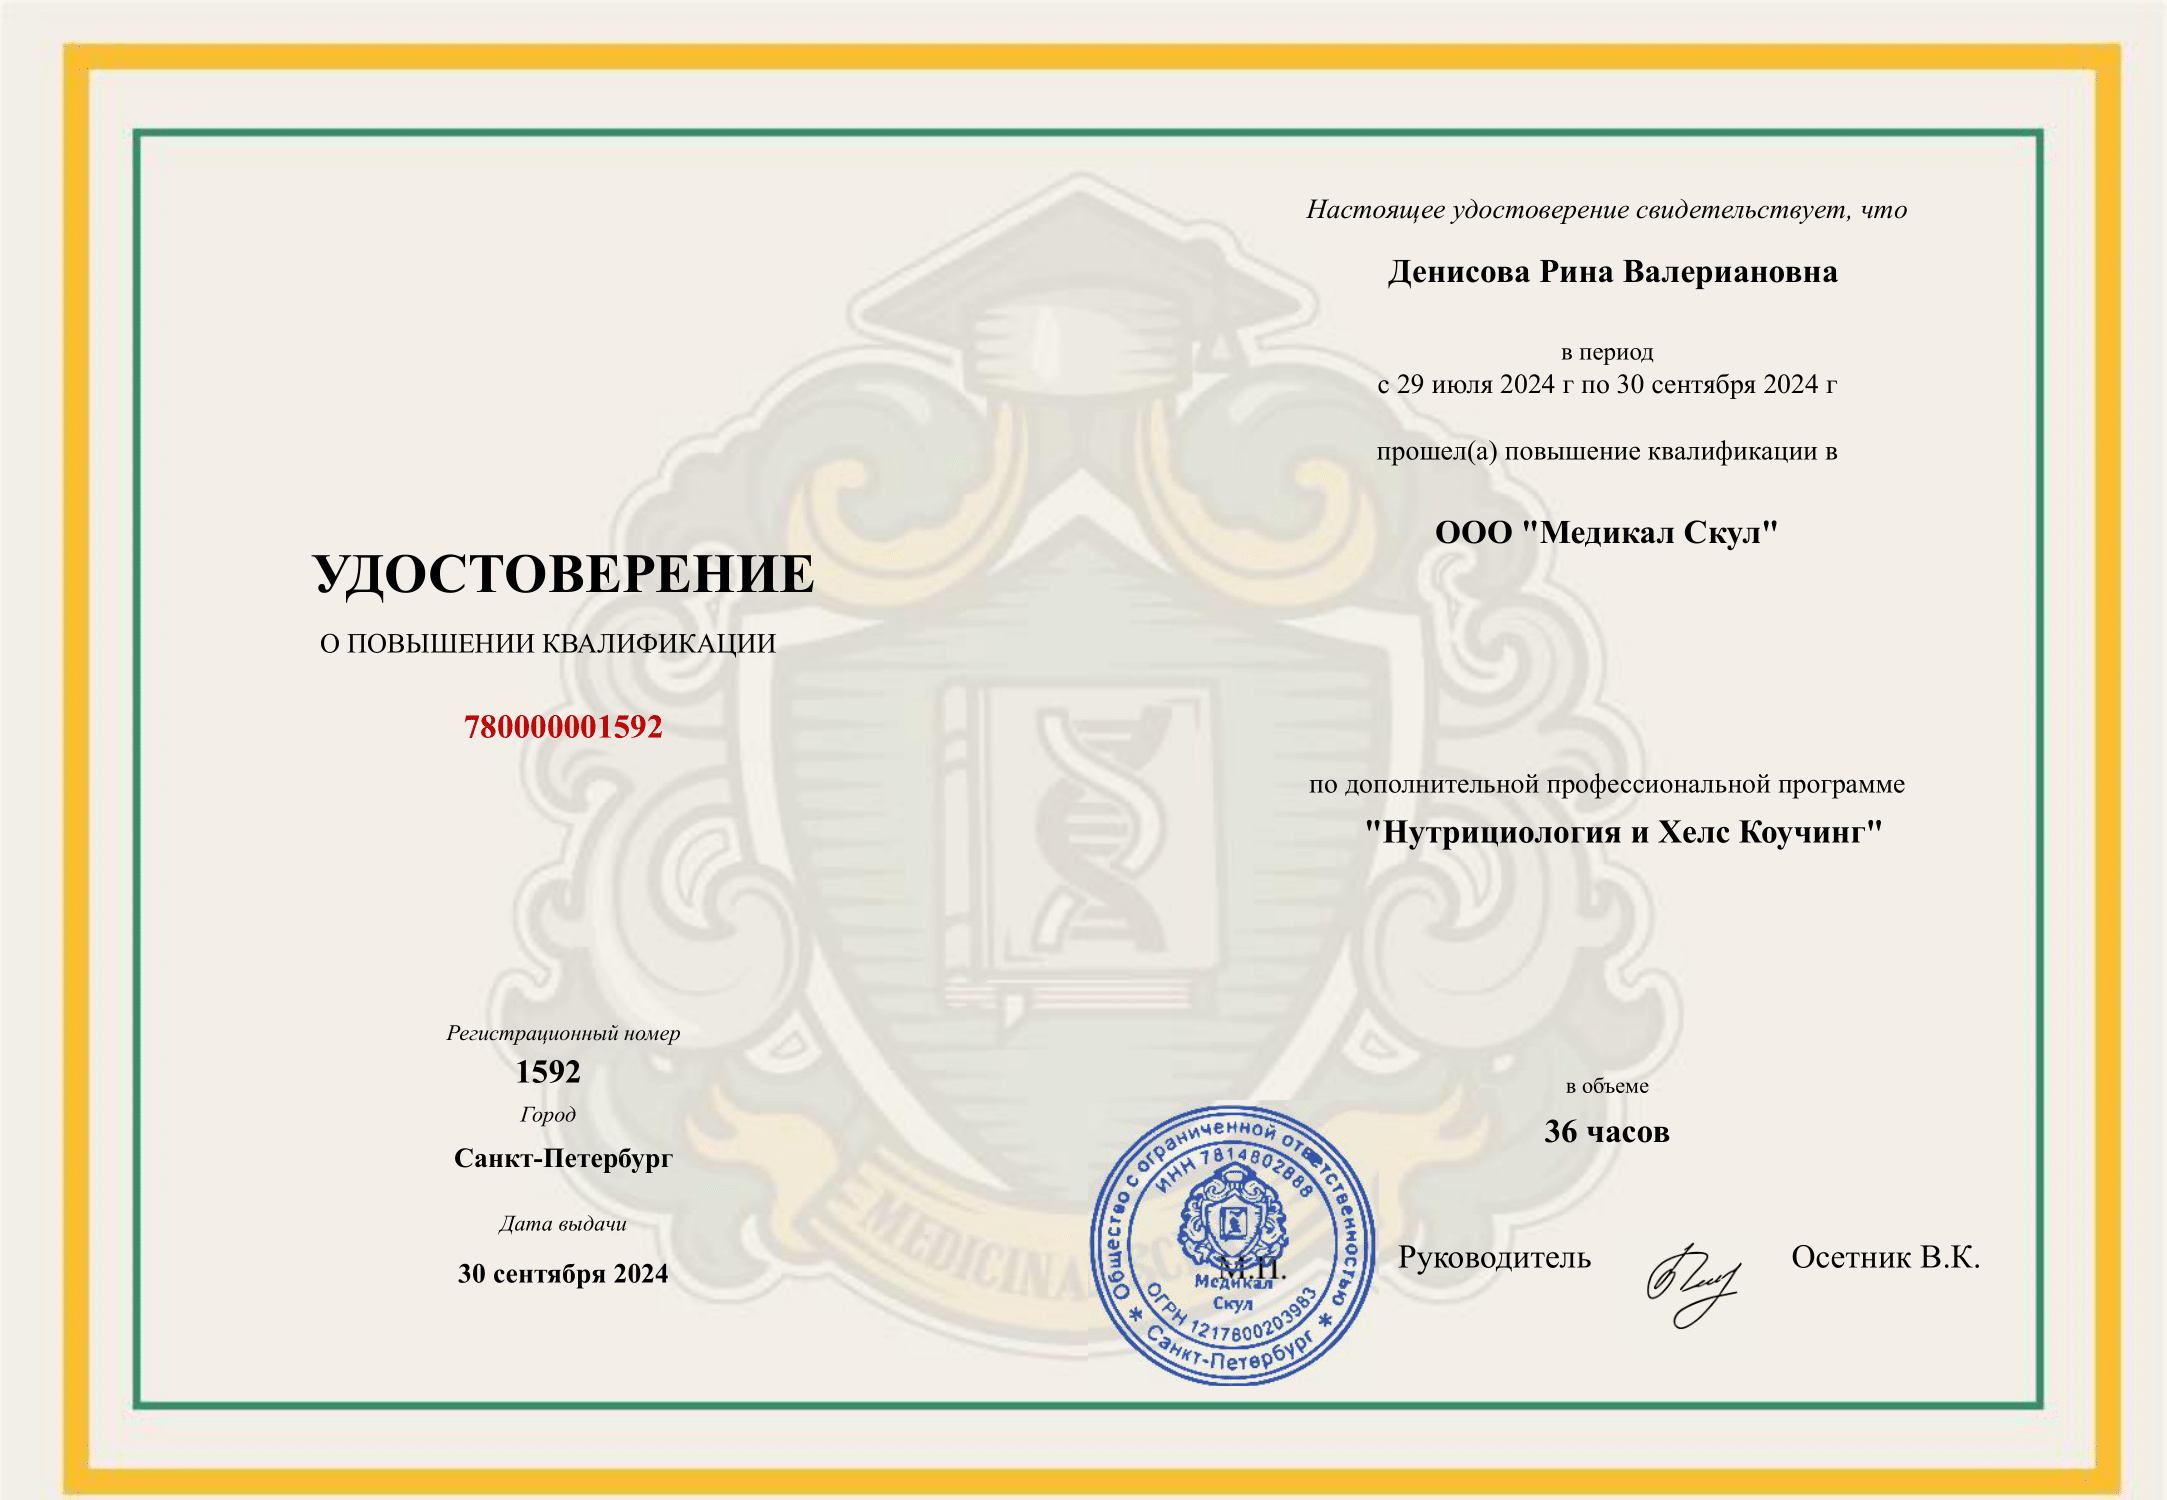 УДОСТОВЕРЕНИЕ
О ПОВЫШЕНИИ КВАЛИФИКАЦИИ
780000001592
Регистрационный номер
1592
Город
Санкт-Петербург
Дата выдачи
30 сентября 2024
Настоящее удостоверение свидетельствует, что
Денисова Рина Валериановна
в период
с 29 июля 2024 г по 30 сентября 2024 г
прошел(а) повышение квалификации в
ООО "Медикал Скул"
по дополнительной профессиональной программе
"Нутрициология и Хелс Коучинг"
в объеме
36 часов
Руководитель
Осетник В.К.
М.П.
Общество с ограниченной ответственностью
ИНН 7814802888
Медикал
Скул
ОГРН 1217800203983
* Санкт-Петербург *
MEDICINA